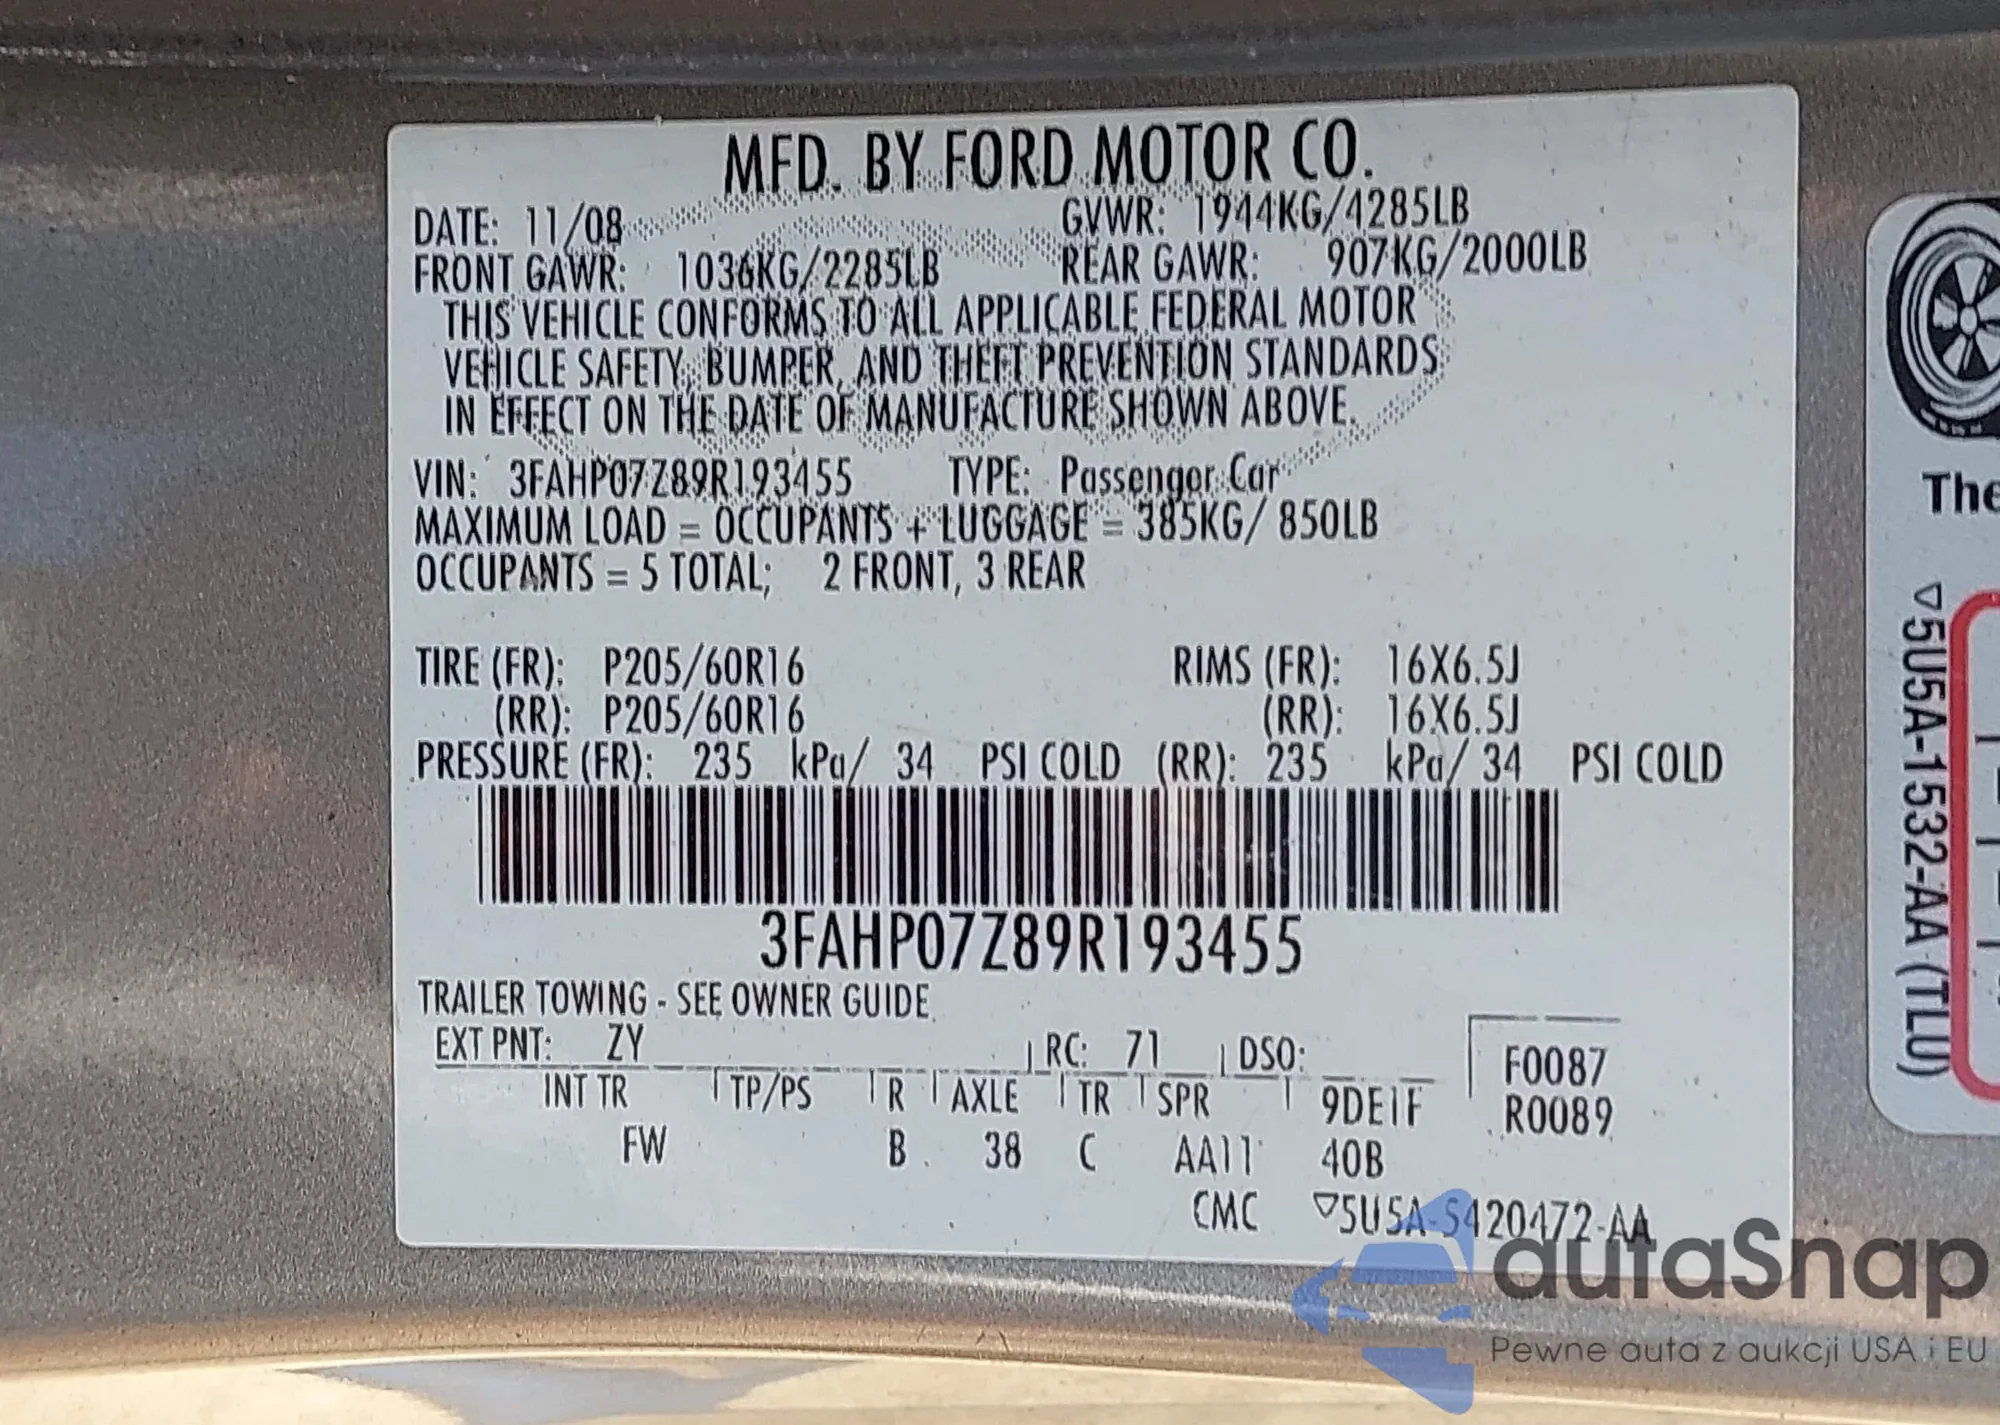 MFD. BY FORD MOTOR CO.
DATE: 11/08 GVWR: 1944KG/4285LB
FRONT GAWR: 1036KG/2285LB REAR GAWR: 907KG/2000LB
THIS VEHICLE CONFORMS TO ALL APPLICABLE FEDERAL MOTOR
VEHICLE SAFETY, BUMPER, AND THEFT PREVENTION STANDARDS
IN EFFECT ON THE DATE OF MANUFACTURE SHOWN ABOVE.
VIN: 3FAHP07Z89R193455 TYPE: Passenger Car
MAXIMUM LOAD = OCCUPANTS + LUGGAGE = 385KG/ 850LB
OCCUPANTS = 5 TOTAL; 2 FRONT, 3 REAR
TIRE (FR): P205/60R16 RIMS (FR): 16X6.5J
(RR): P205/60R16 (RR): 16X6.5J
PRESSURE (FR): 235 kPa/ 34 PSI COLD (RR): 235 kPa/ 34 PSI COLD
3FAHP07Z89R193455
TRAILER TOWING - SEE OWNER GUIDE
EXT PNT: ZY RC: 71 DSO: F0087
INT TR TP/PS R AXLE TR SPR 9DE1F R0089
FW B 38 C AA11 40B
CMC ▽5U5A-S420472-AA
The
▽5U5A-1532-AA (TLU)
autaSnap
Pewne auta z aukcji USA i EU